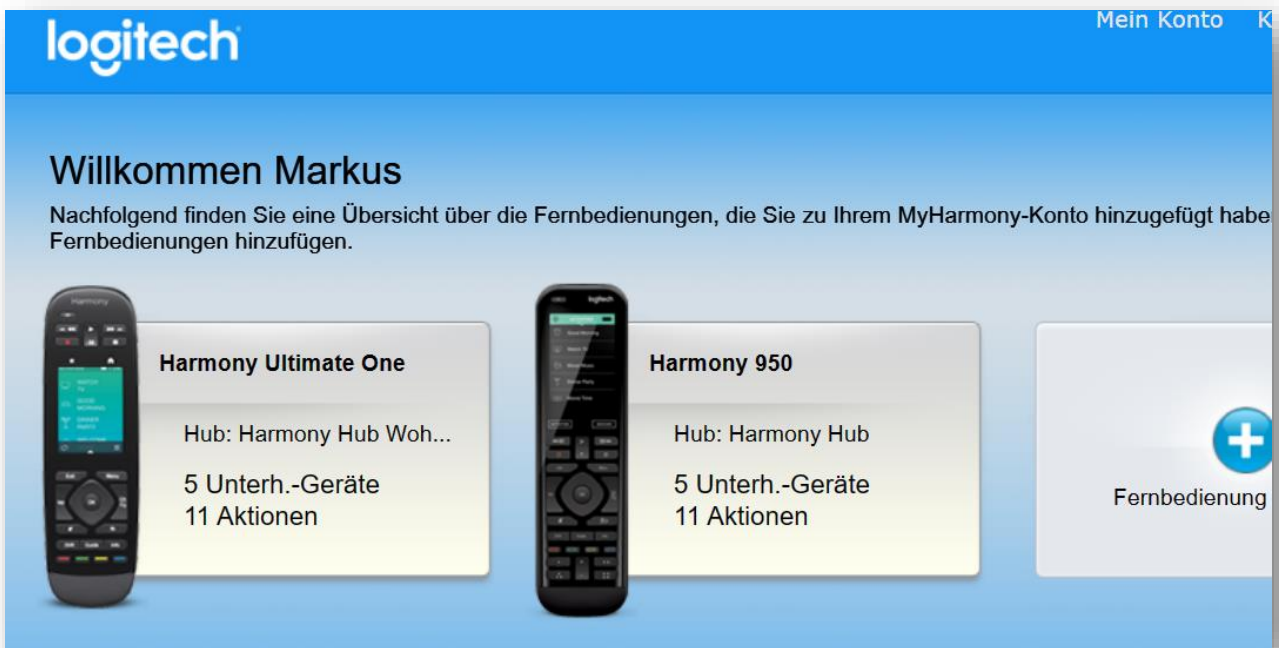 logitech
Mein Konto
Willkommen Markus
Nachfolgend finden Sie eine Übersicht über die Fernbedienungen, die Sie zu Ihrem MyHarmony-Konto hinzugefügt habe
Fernbedienungen hinzufügen.
Harmony
Harmony Ultimate One
Hub: Harmony Hub Woh...
5 Unterh.-Geräte
11 Aktionen
logitech
Harmony 950
Hub: Harmony Hub
5 Unterh.-Geräte
11 Aktionen
Fernbedienung